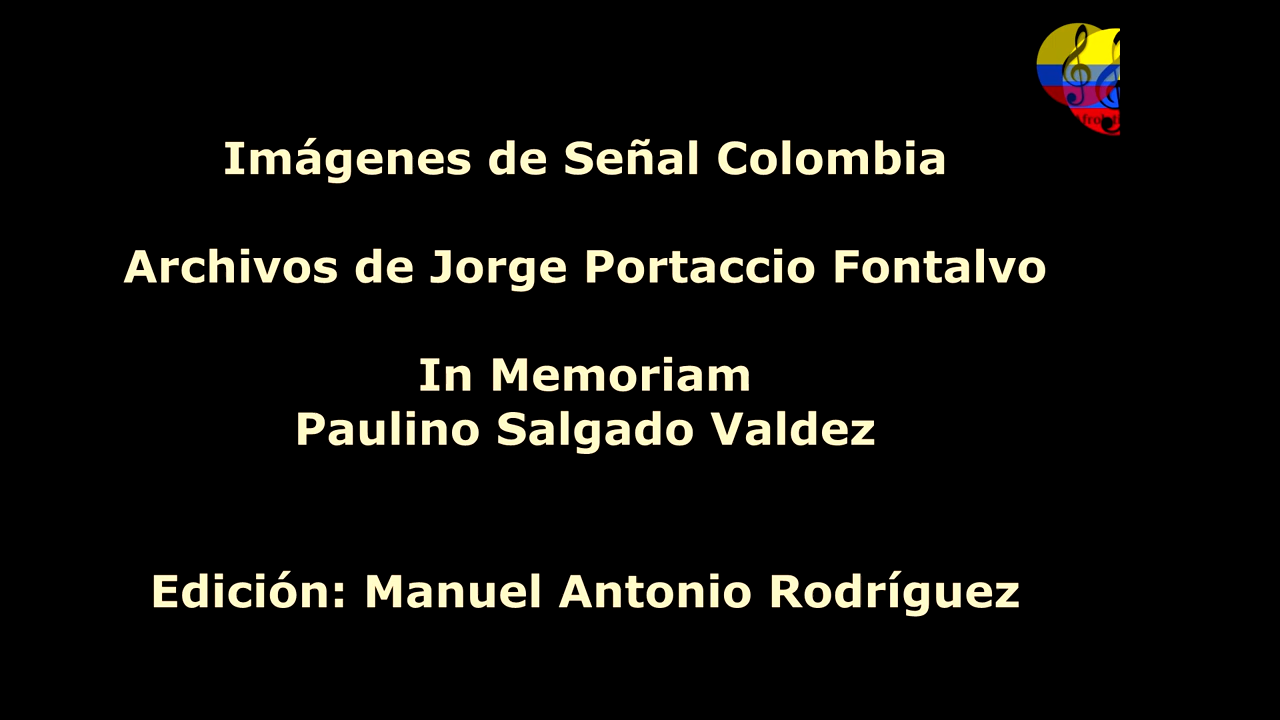 Imágenes de Señal Colombia
Archivos de Jorge Portaccio Fontalvo
In Memoriam
Paulino Salgado Valdez
Edición: Manuel Antonio Rodríguez